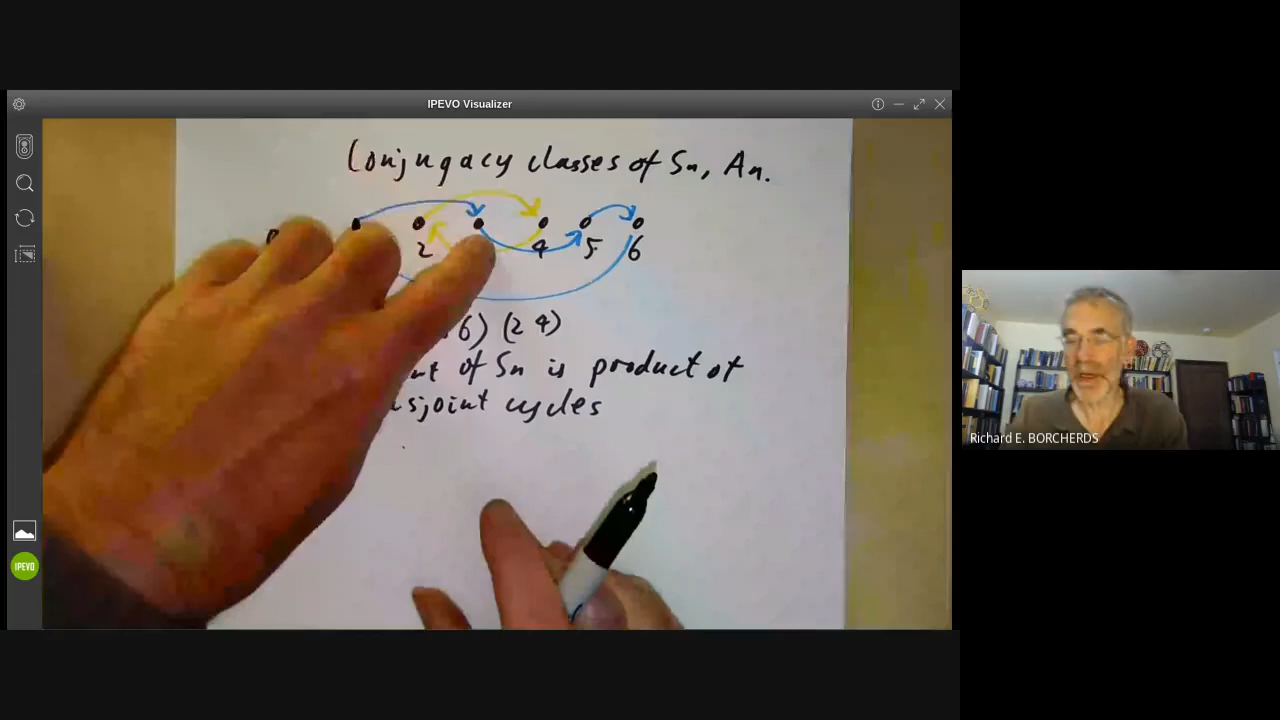 IPEVO Visualizer
Conjugacy classes of Sn, An.
2 4 5 6
6) (2 4)
of Sn is product of
cycles
IPEVO
Richard E. BORCHERDS